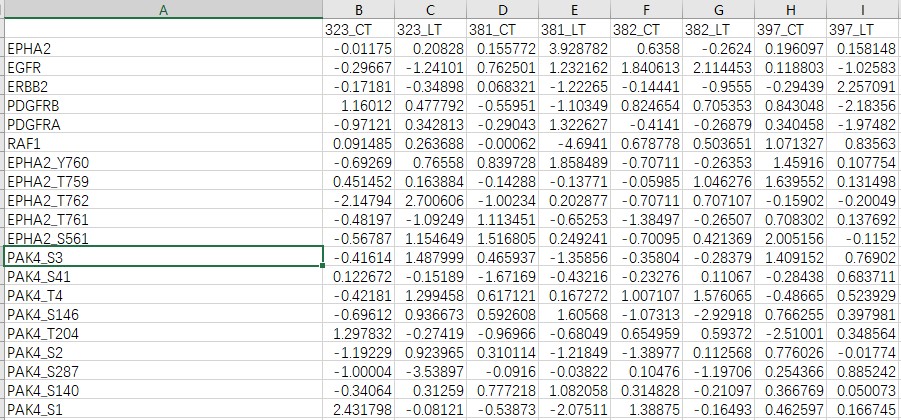 A B C D E F G H I
323_CT 323_LT 381_CT 381_LT 382_CT 382_LT 397_CT 397_LT
EPHA2 -0.01175 0.20828 0.155772 3.928782 0.6358 -0.2624 0.196097 0.158148
EGFR -0.29667 -1.24101 0.762501 1.232162 1.840613 2.114453 0.118803 -1.02583
ERBB2 -0.17181 -0.34898 0.068321 -1.22265 -0.14441 -0.9555 -0.29439 2.257091
PDGFRB 1.16012 0.477792 -0.55951 -1.10349 0.824654 0.705353 0.843048 -2.18356
PDGFRA -0.97121 0.342813 -0.29043 1.322627 -0.4141 -0.26879 0.340458 -1.97482
RAF1 0.091485 0.263688 -0.00062 -4.6941 0.678778 0.503651 1.071327 0.83563
EPHA2_Y760 -0.69269 0.76558 0.839728 1.858489 -0.70711 -0.26353 1.45916 0.107754
EPHA2_T759 0.451452 0.163884 -0.14288 -0.13771 -0.05985 1.046276 1.639552 0.131498
EPHA2_T762 -2.14794 2.700606 -1.00234 0.202877 -0.70711 0.707107 -0.15902 -0.20049
EPHA2_T761 -0.48197 -1.09249 1.113451 -0.65253 -1.38497 -0.26507 0.708302 0.137692
EPHA2_S561 -0.56787 1.154649 1.516805 0.249241 -0.70095 0.421369 2.005156 -0.1152
PAK4_S3 -0.41614 1.487999 0.465937 -1.35856 -0.35804 -0.28379 1.409152 0.76902
PAK4_S41 0.122672 -0.15189 -1.67169 -0.43216 -0.23276 0.11067 -0.28438 0.683711
PAK4_T4 -0.42181 1.299458 0.617121 0.167272 1.007107 1.576065 -0.48665 0.523929
PAK4_S146 -0.69612 0.936673 0.592608 1.60568 -1.07313 -2.92918 0.766255 0.397981
PAK4_T204 1.297832 -0.27419 -0.96966 -0.68049 0.654959 0.59372 -2.51001 0.348564
PAK4_S2 -1.19229 0.923965 0.310114 -1.21849 -1.38977 0.112568 0.776026 -0.01774
PAK4_S287 -1.00004 -3.53897 -0.0916 -0.03822 0.10476 -1.19706 0.254366 0.885242
PAK4_S140 -0.34064 0.31259 0.777218 1.082058 0.314828 -0.21097 0.366769 0.050073
PAK4_S1 2.431798 -0.08121 -0.53873 -2.07511 1.38875 -0.16493 0.462597 0.166745